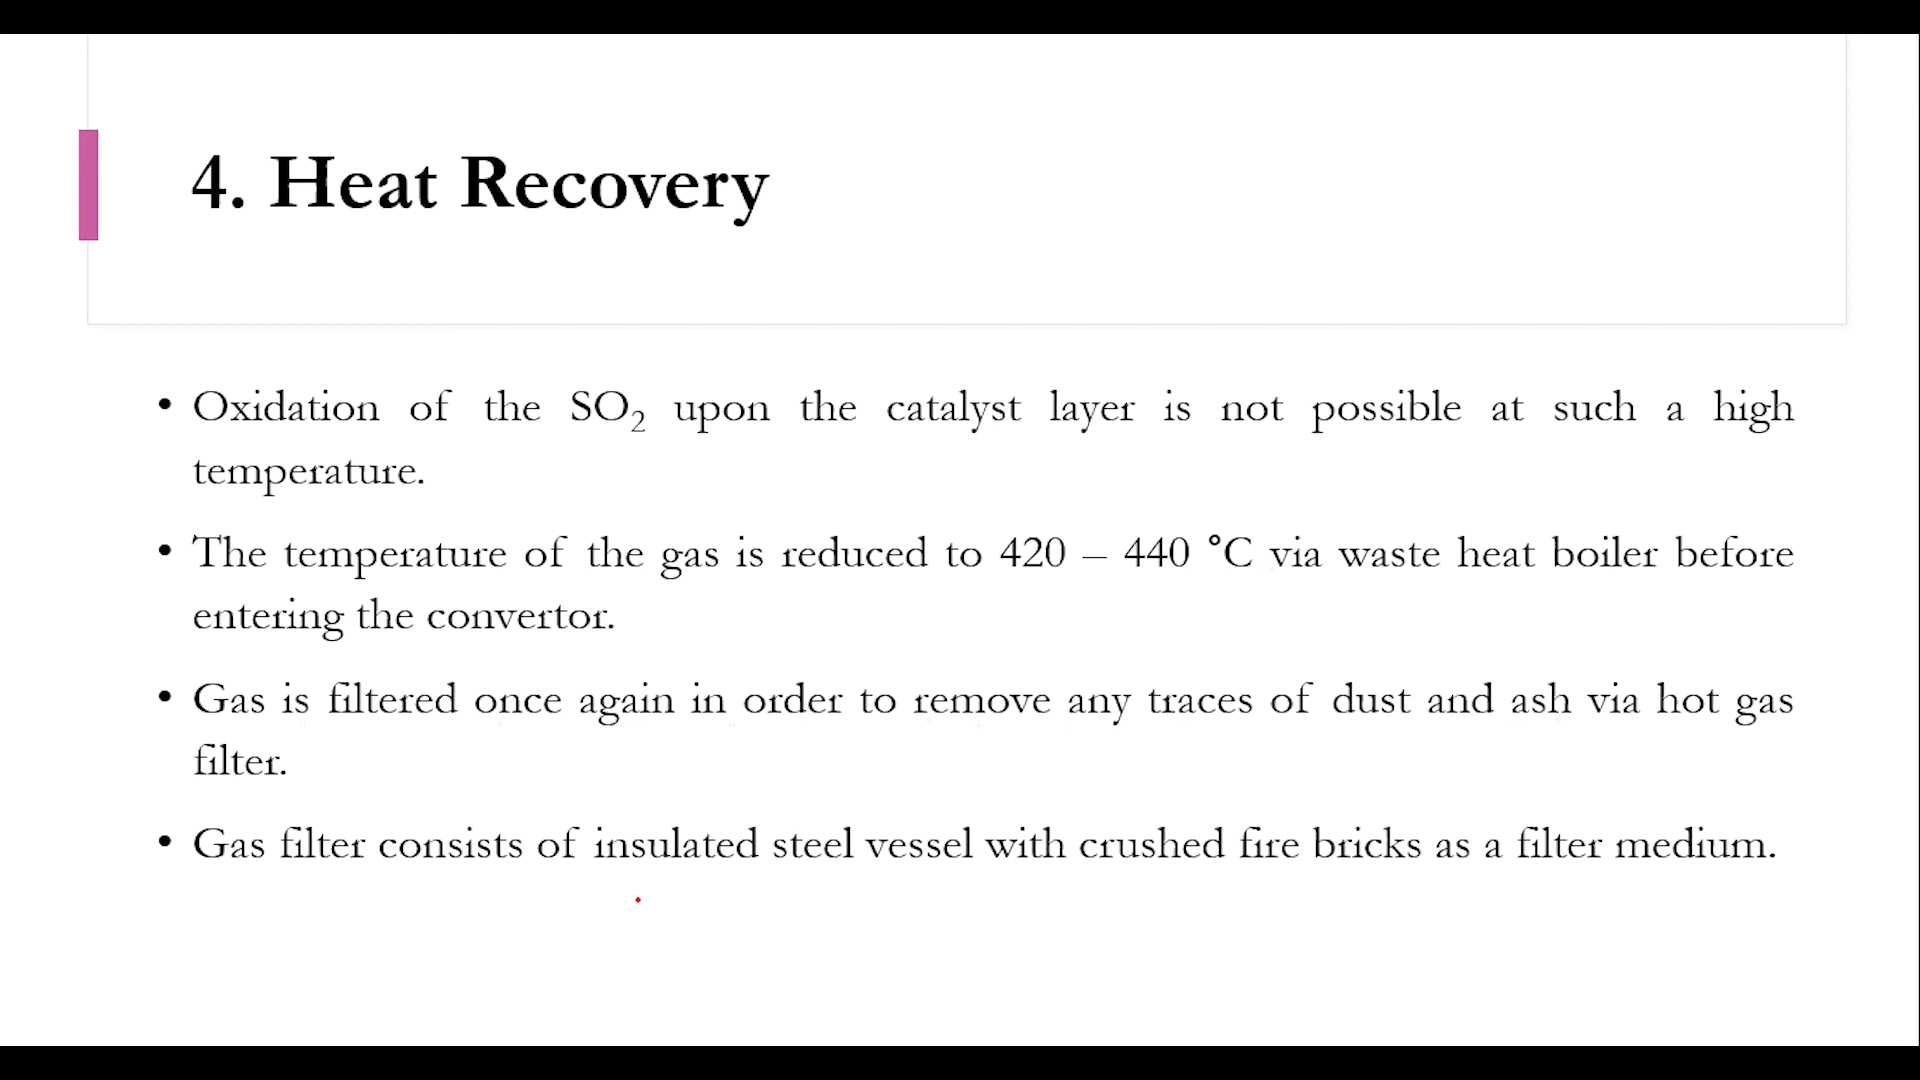 4. Heat Recovery
• Oxidation of the SO₂ upon the catalyst layer is not possible at such a high
temperature.
• The temperature of the gas is reduced to 420 – 440 °C via waste heat boiler before
entering the convertor.
• Gas is filtered once again in order to remove any traces of dust and ash via hot gas
filter.
• Gas filter consists of insulated steel vessel with crushed fire bricks as a filter medium.